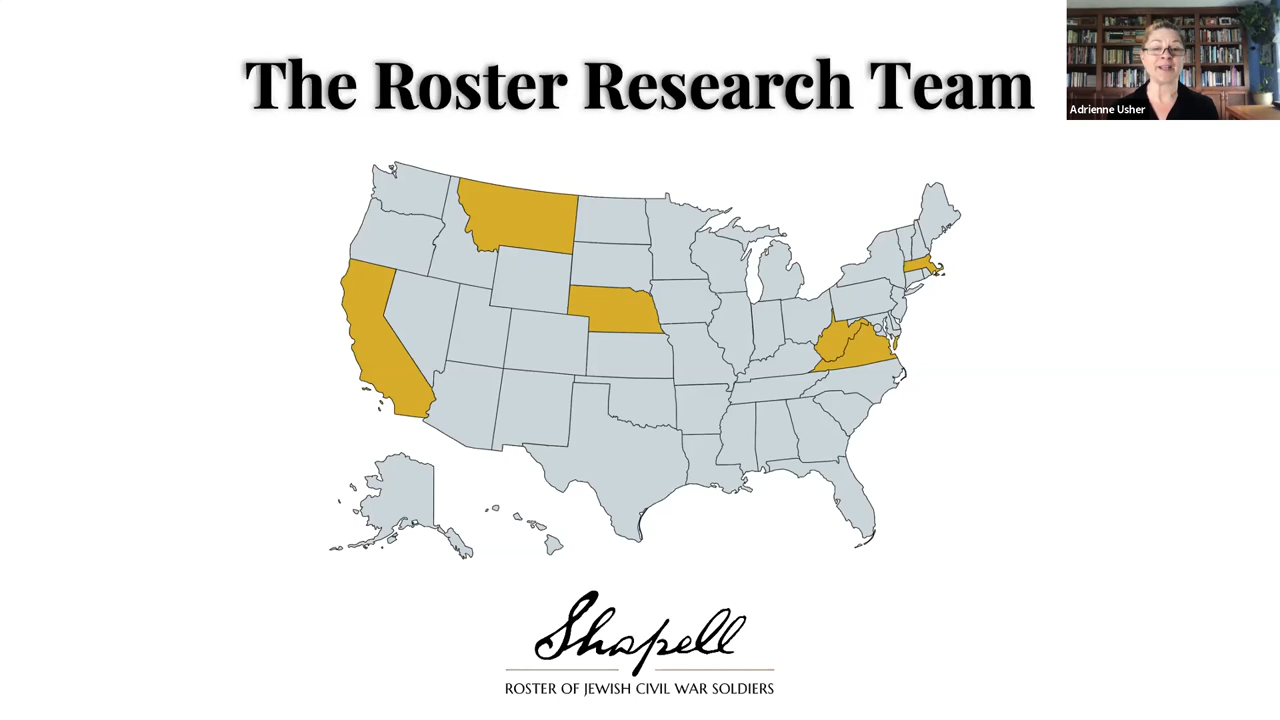 The Roster Research Team
Adrienne Usher
Shapell
ROSTER OF JEWISH CIVIL WAR SOLDIERS